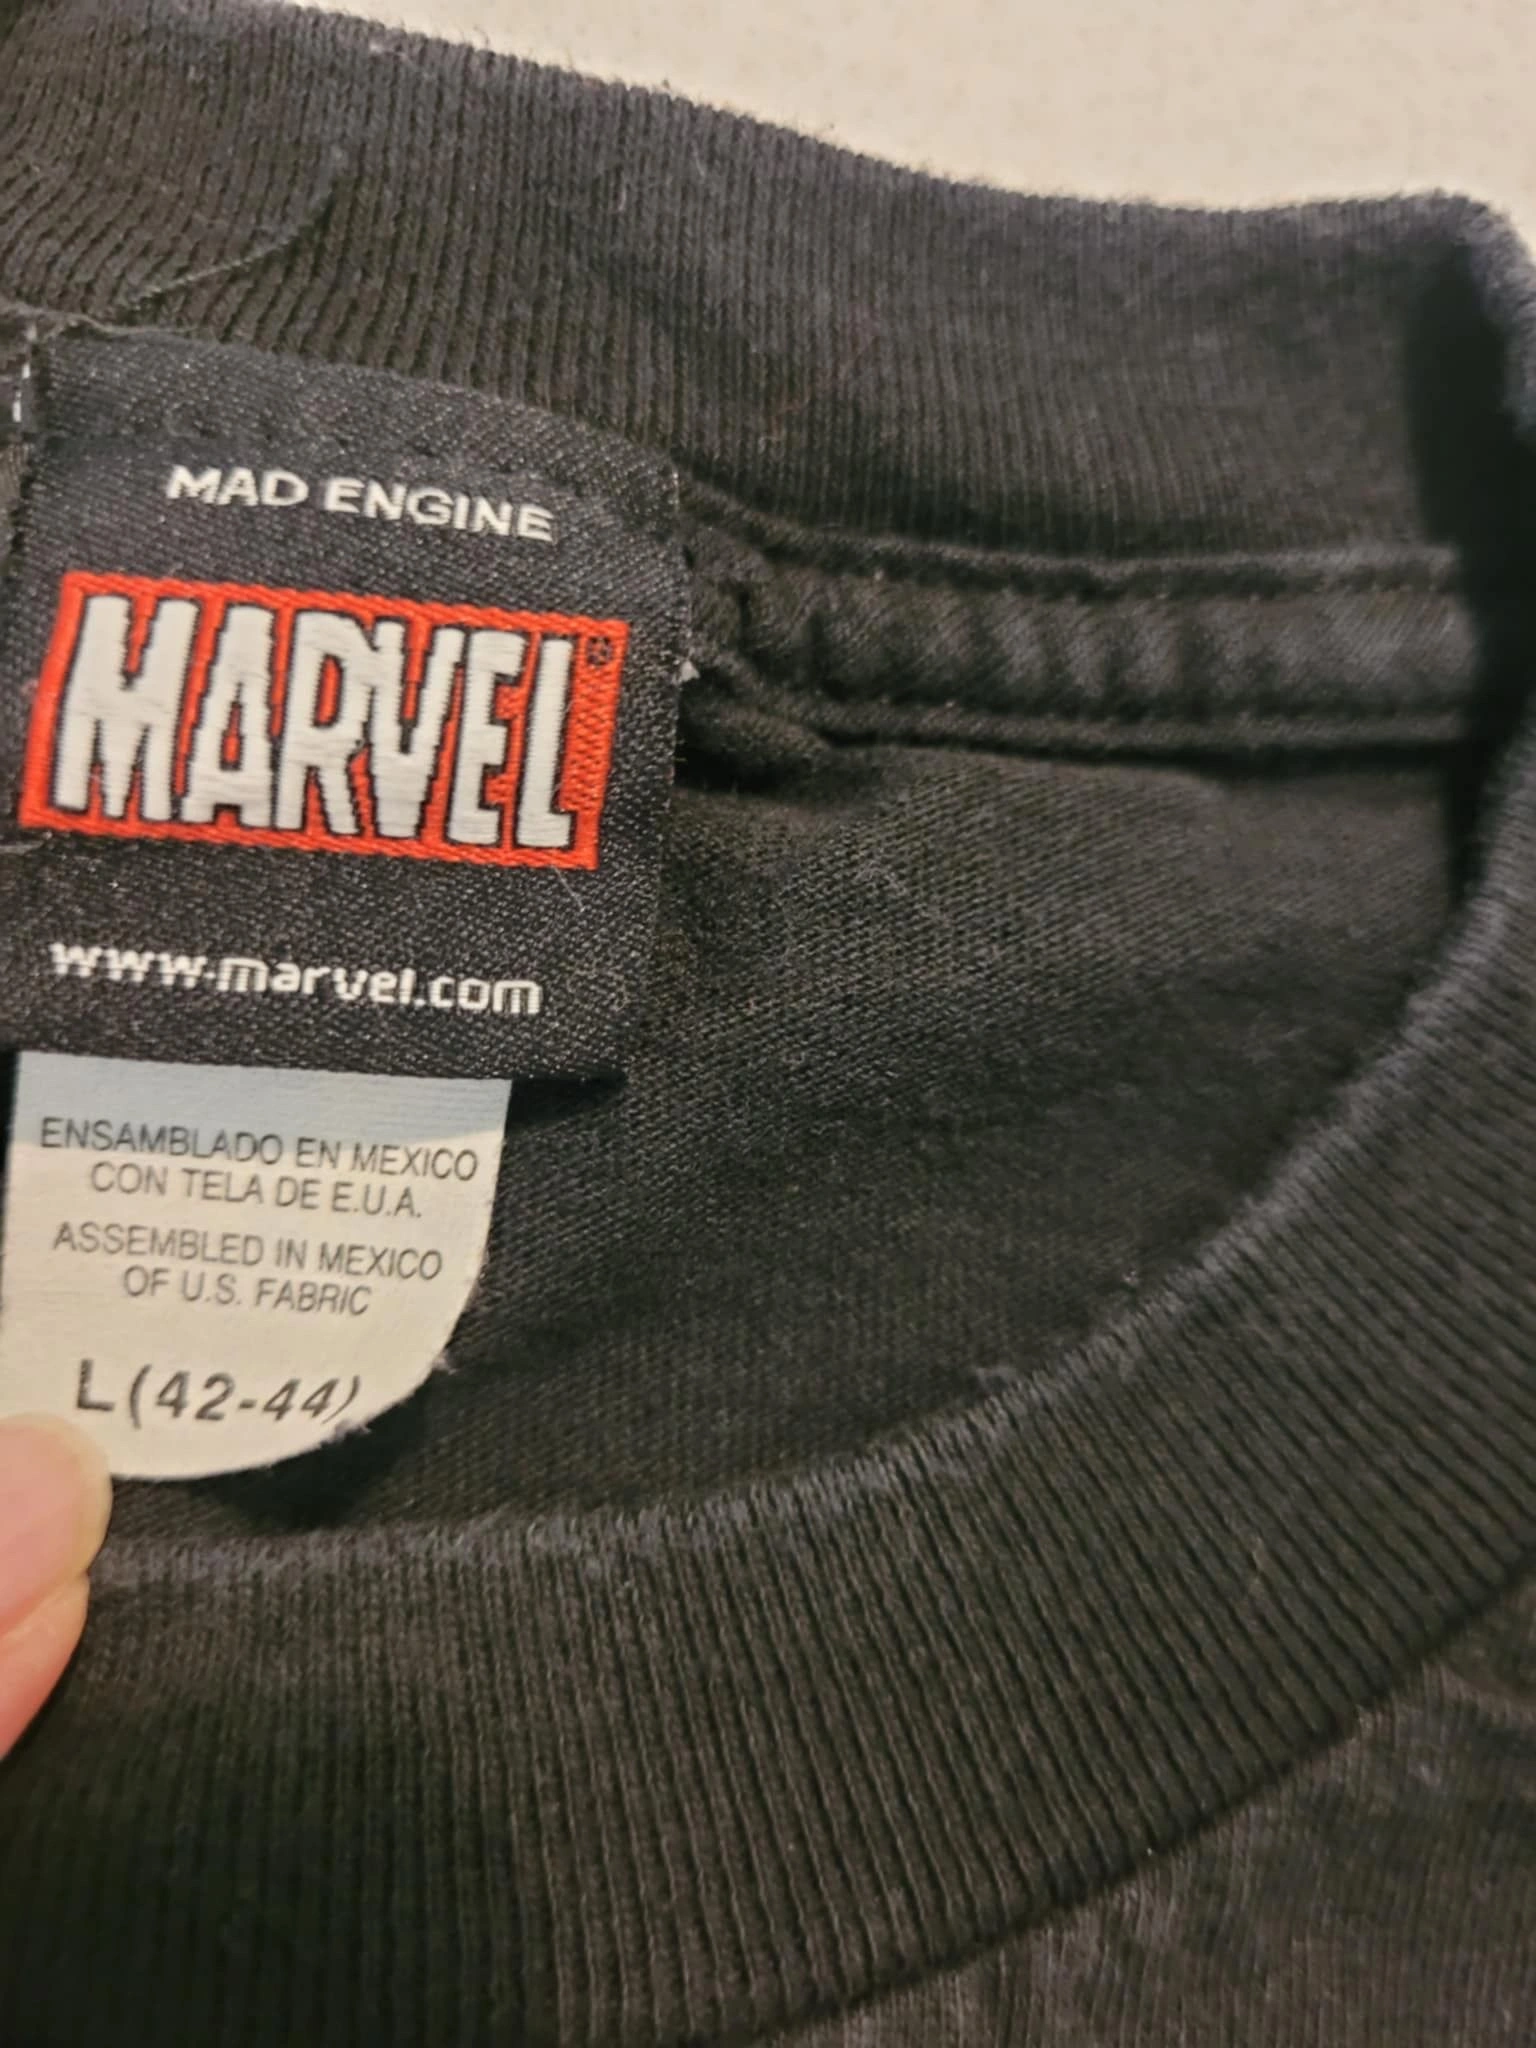 MAD ENGINE
MARVEL®
www.marvel.com
ENSAMBLADO EN MEXICO
CON TELA DE E.U.A.
ASSEMBLED IN MEXICO
OF U.S. FABRIC
L (42-44)